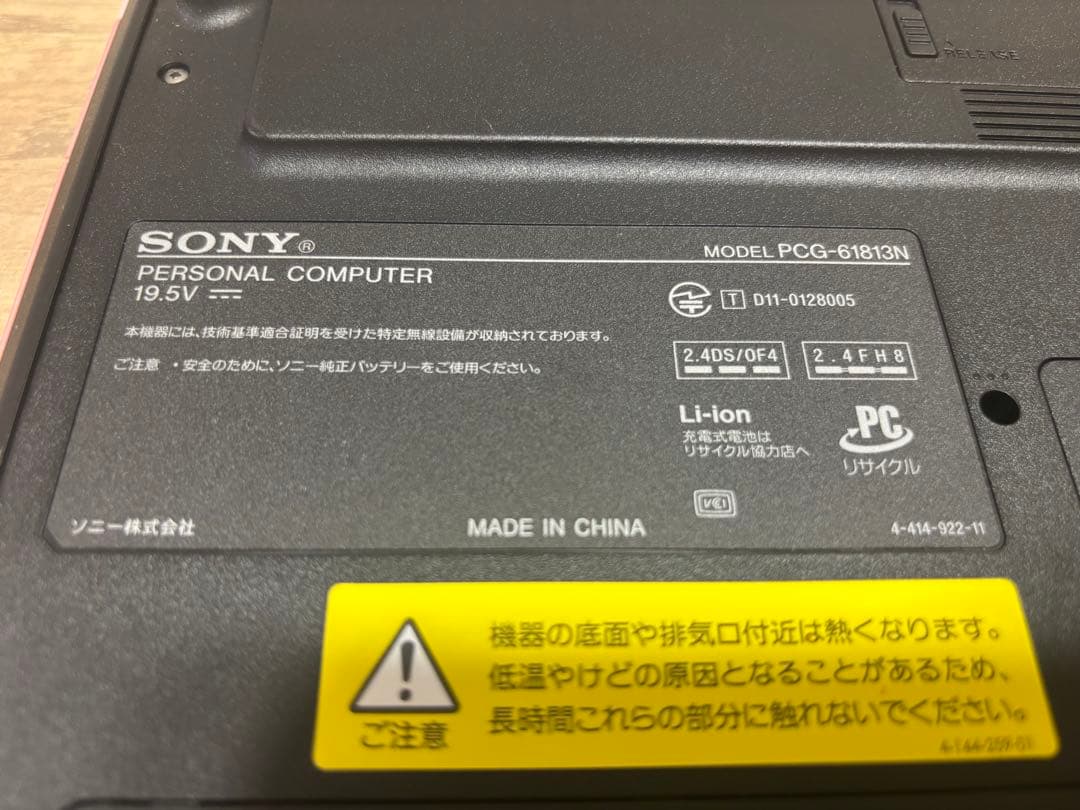 RELEASE
SONY®
MODEL PCG-61813N
PERSONAL COMPUTER
19.5V
T D11-0128005
本機器には、技術基準適合証明を受けた特定無線設備が収納されております。
2.4DS/OF4
2.4FH8
ご注意 ・安全のために、ソニー純正バッテリーをご使用ください。
Li-ion
充電式電池は
リサイクル協力店へ
PC
リサイクル
VCI
ソニー株式会社
MADE IN CHINA
4-414-922-11
機器の底面や排気口付近は熱くなります。
低温やけどの原因となることがあるため、
長時間これらの部分に触れないでください。
ご注意
4-144-209-01